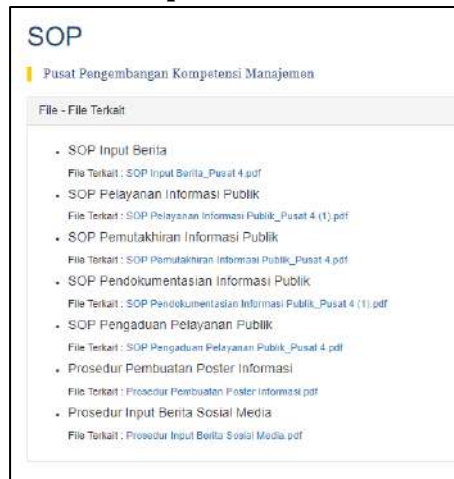 SOP
Pusat Pengembangan Kompetensi Manajemen
File - File Terkait
SOP Input Berita
File Terkait : SOP Input Berita_Pusat 4.pdf
SOP Pelayanan Informasi Publik
File Terkait : SOP Pelayanan Informasi Publik_Pusat 4 (1).pdf
SOP Pemutakhiran Informasi Publik
File Terkait : SOP Pemutakhiran Informasi Publik_Pusat 4.pdf
SOP Pendokumentasian Informasi Publik
File Terkait : SOP Pendokumentasian Informasi Publik_Pusat 4 (1).pdf
SOP Pengaduan Pelayanan Publik
File Terkait : SOP Pengaduan Pelayanan Publik_Pusat 4.pdf
Prosedur Pembuatan Poster Informasi
File Terkait : Prosedur Pembuatan Poster Informasi.pdf
Prosedur Input Berita Sosial Media
File Terkait : Prosedur Input Berita Sosial Media.pdf